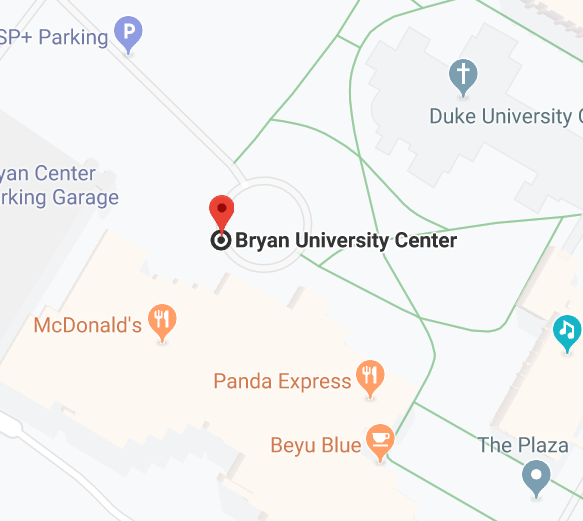 SP+ Parking
P
Duke University C
yan Center
rking Garage
Bryan University Center
McDonald's
Panda Express
Beyu Blue
The Plaza